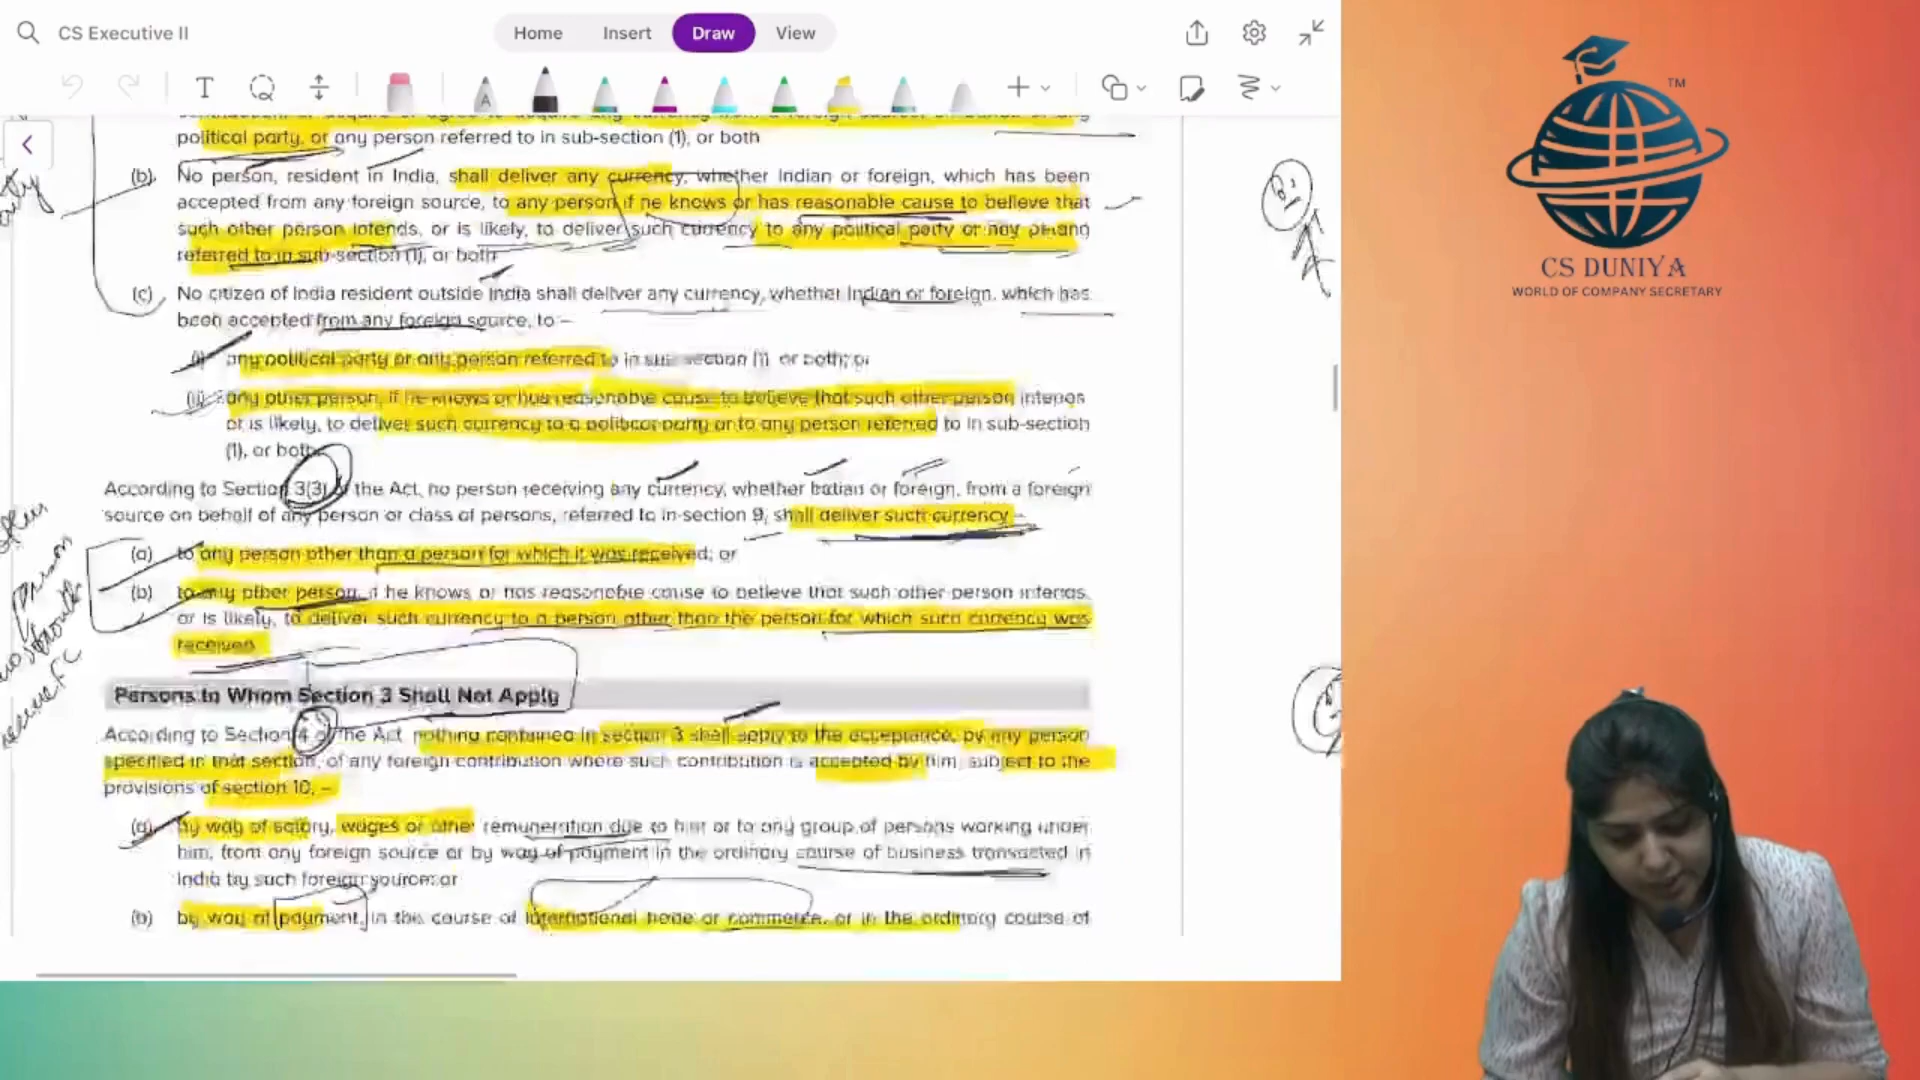 CS Executive II
Home Insert Draw View
political party, or any person referred to in sub-section (1), or both
(b) No person, resident in India, shall deliver any currency, whether Indian or foreign, which has been
accepted from any foreign source, to any person if he knows or has reasonable cause to believe that
such other person intends, or is likely, to deliver such currency to any political party or any
referred to in sub-section (1), or both
(c) No citizen of India resident outside India shall deliver any currency, whether Indian or foreign, which has
been accepted from any foreign source, to –
(i) any political party or any person referred to in sub-section (1) or both; or
(ii) any other person, if he knows or has reasonable cause to believe that such other person intends
or is likely, to deliver such currency to a political party or to any person referred to in sub-section
(1), or both
According to Section 3(3) of the Act, no person receiving any currency, whether Indian or foreign, from a foreign
source on behalf of any person or class of persons, referred to in section 9, shall deliver such currency –
(a) to any person other than a person for which it was received; or
(b) to any other person, if he knows or has reasonable cause to believe that such other person intends,
or is likely, to deliver such currency to a person other than the person for which such currency was
received
Persons to Whom Section 3 Shall Not Apply
According to Section 4 of the Act nothing contained in section 3 shall apply to the acceptance, by any person
specified in that section, of any foreign contribution where such contribution is accepted by him, subject to the
provisions of section 10, –
(a) by way of salary, wages or other remuneration due to him or to any group of persons working under
him, from any foreign source or by way of payment in the ordinary course of business transacted in
India by such foreign source; or
(b) by way of payment, in the course of international trade or commerce, or in the ordinary course of
TM
CS DUNIYA
WORLD OF COMPANY SECRETARY